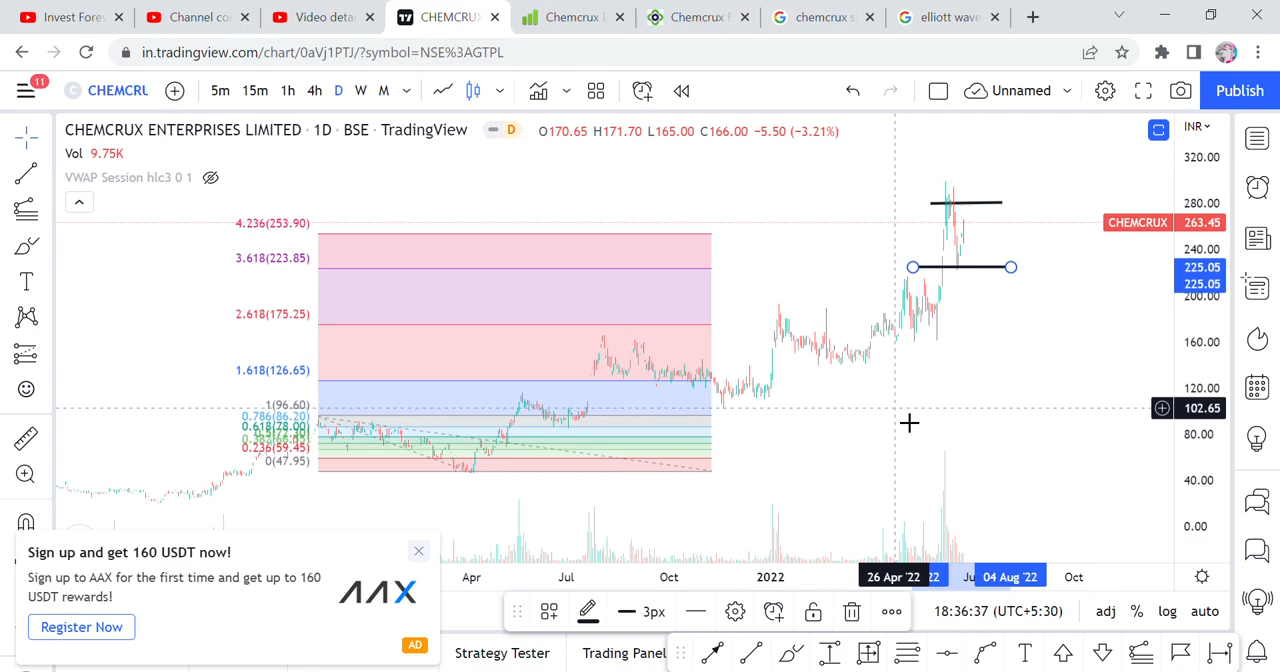 Invest Fore
Channel co
Video detai
CHEMCRUX
Chemcrux E
Chemcrux E
chemcrux s
elliott wave
in.tradingview.com/chart/0aVj1PTJ/?symbol=NSE%3AGTPL
11
CHEMCRU
5m 15m 1h 4h D W M
Unnamed
Publish
CHEMCRUX ENTERPRISES LIMITED · 1D · BSE · TradingView
D
O170.65 H171.70 L165.00 C166.00 −5.50 (−3.21%)
INR
Vol 9.75K
VWAP Session hlc3 0 1
320.00
280.00
CHEMCRUX 263.45
240.00
225.05
225.05
200.00
160.00
120.00
102.65
80.00
40.00
0.00
4.236(253.90)
3.618(223.85)
2.618(175.25)
1.618(126.65)
1(96.60)
0.786(86.20)
0.618(78.00)
0.236(59.45)
0(47.95)
Apr
Jul
Oct
2022
26 Apr '22
22
04 Aug '22
Oct
Sign up and get 160 USDT now!
Sign up to AAX for the first time and get up to 160
USDT rewards!
AAX
Register Now
AD
3px
18:36:37 (UTC+5:30)
adj % log auto
Strategy Tester
Trading Panel